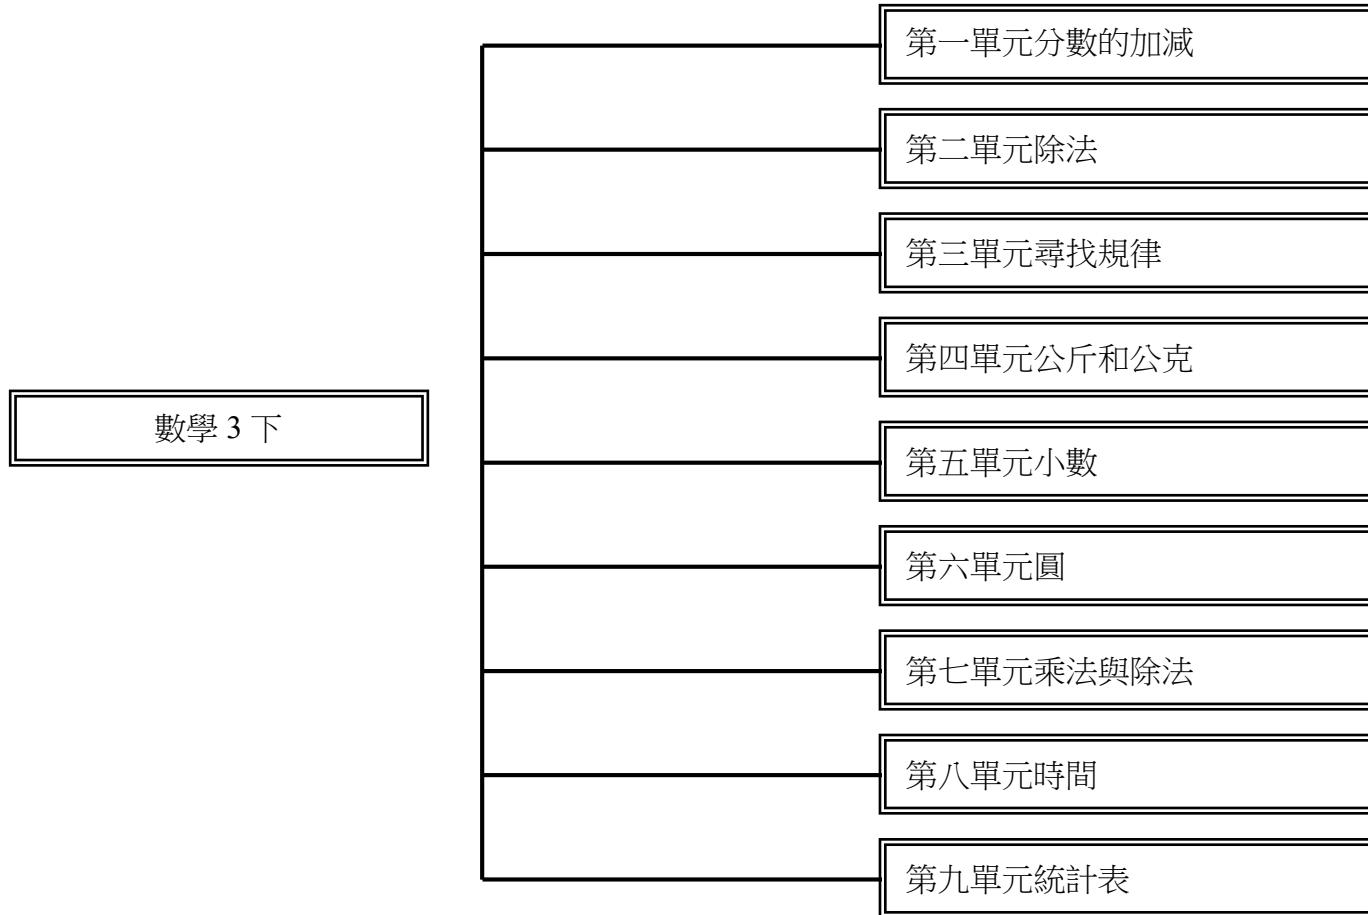 第一單元分數的加減
第二單元除法
第三單元尋找規律
第四單元公斤和公克
數學 3 下
第五單元小數
第六單元圓
第七單元乘法與除法
第八單元時間
第九單元統計表